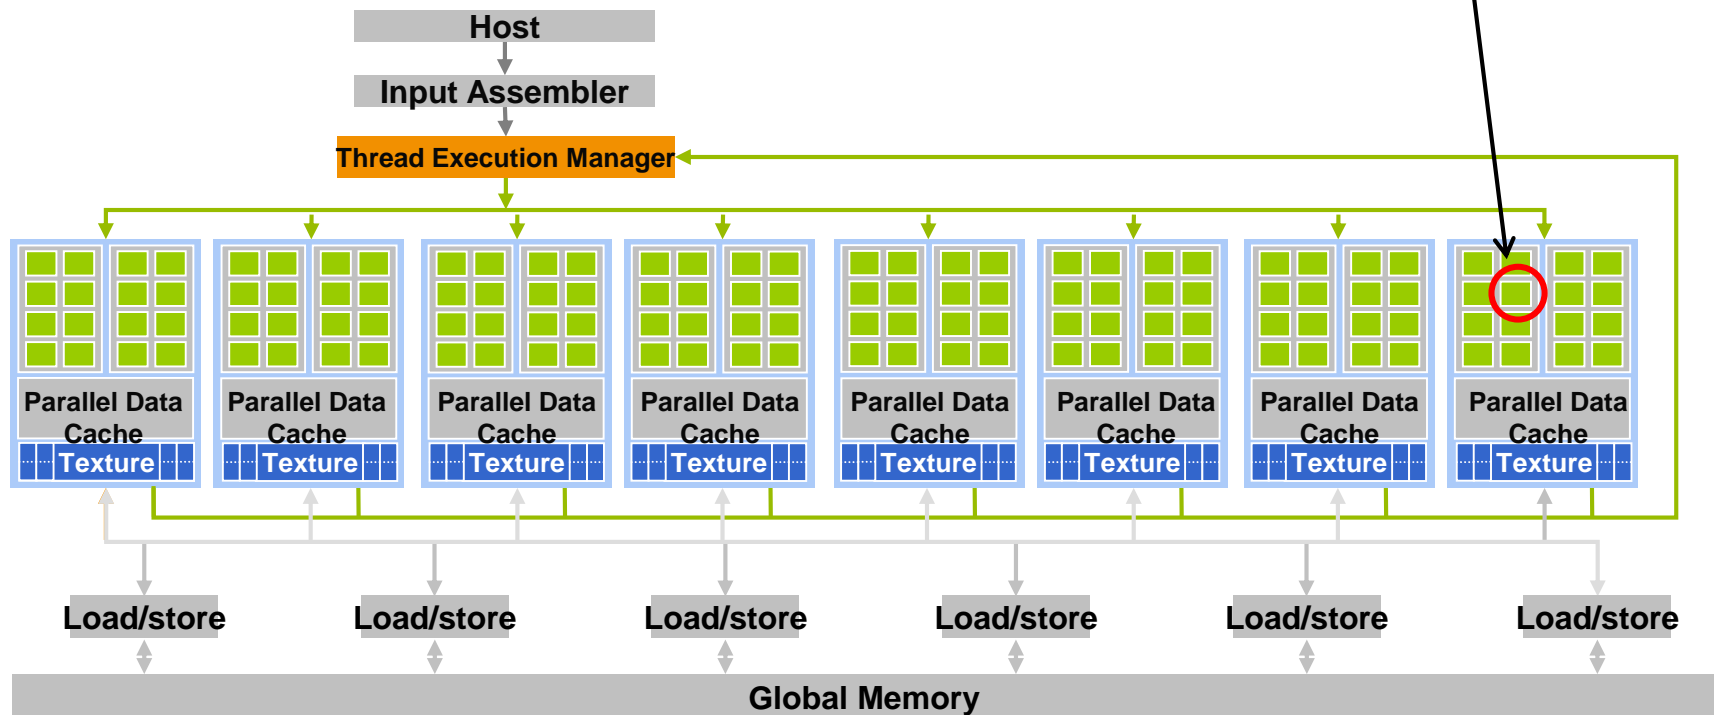 Host
Input Assembler
Thread Execution Manager
Parallel Data Parallel Data Parallel Data Parallel Data Parallel Data Parallel Data Parallel Data Parallel Data
Cache Cache Cache Cache Cache Cache Cache Cache
Texture Texture Texture Texture Texture Texture Texture Texture
Load/store Load/store Load/store Load/store Load/store Load/store
Global Memory